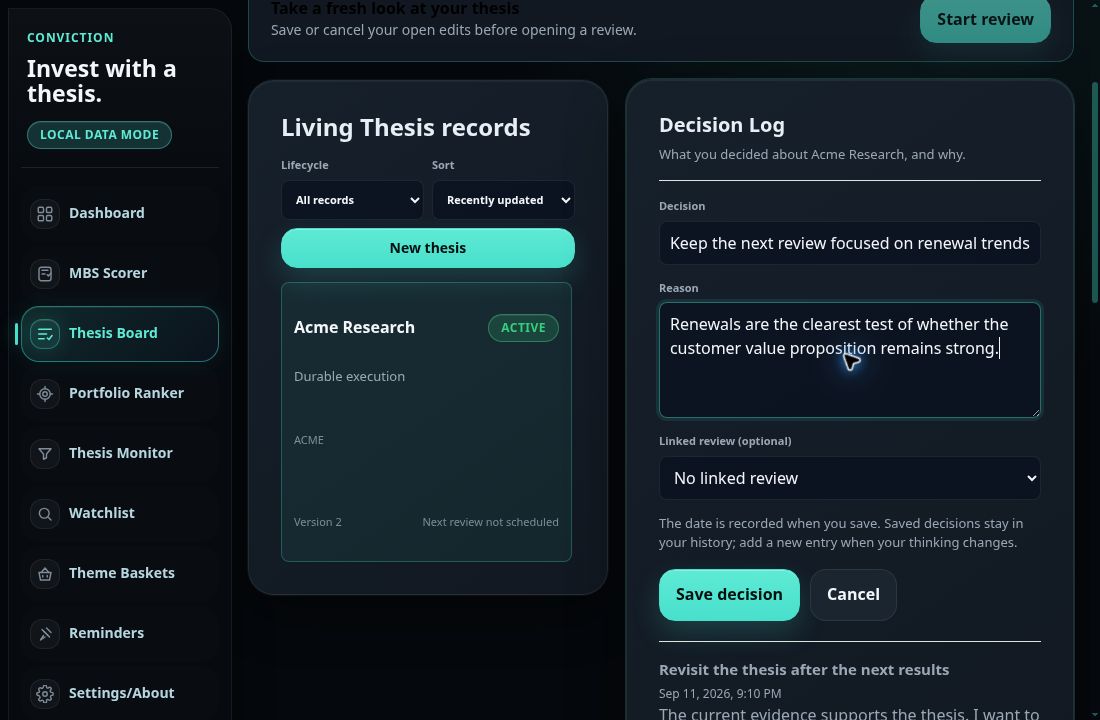 CONVICTION
Invest with a
thesis.
LOCAL DATA MODE
Dashboard
MBS Scorer
Thesis Board
Portfolio Ranker
Thesis Monitor
Watchlist
Theme Baskets
Reminders
Settings/About
Take a fresh look at your thesis
Save or cancel your open edits before opening a review.
Start review
Living Thesis records
Lifecycle
Sort
All records
Recently updated
New thesis
Acme Research
ACTIVE
Durable execution
ACME
Version 2
Next review not scheduled
Decision Log
What you decided about Acme Research, and why.
Decision
Keep the next review focused on renewal trends
Reason
Renewals are the clearest test of whether the
customer value proposition remains strong.
Linked review (optional)
No linked review
The date is recorded when you save. Saved decisions stay in
your history; add a new entry when your thinking changes.
Save decision
Cancel
Revisit the thesis after the next results
Sep 11, 2026, 9:10 PM
The current evidence supports the thesis. I want to